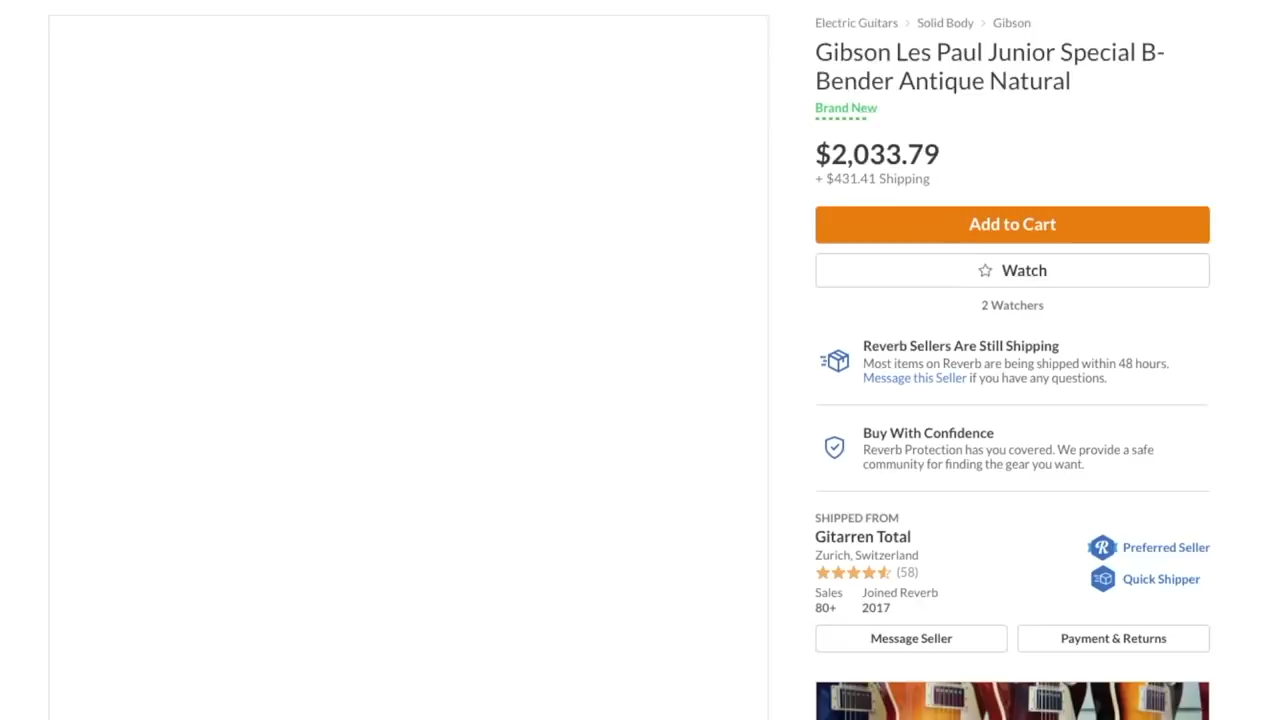 Electric Guitars > Solid Body > Gibson
Gibson Les Paul Junior Special B-
Bender Antique Natural
Brand New
$2,033.79
+ $431.41 Shipping
Add to Cart
Watch
2 Watchers
Reverb Sellers Are Still Shipping
Most items on Reverb are being shipped within 48 hours.
Message this Seller if you have any questions.
Buy With Confidence
Reverb Protection has you covered. We provide a safe
community for finding the gear you want.
SHIPPED FROM
Gitarren Total
Zurich, Switzerland
(58)
Preferred Seller
Quick Shipper
Sales Joined Reverb
80+ 2017
Message Seller Payment & Returns